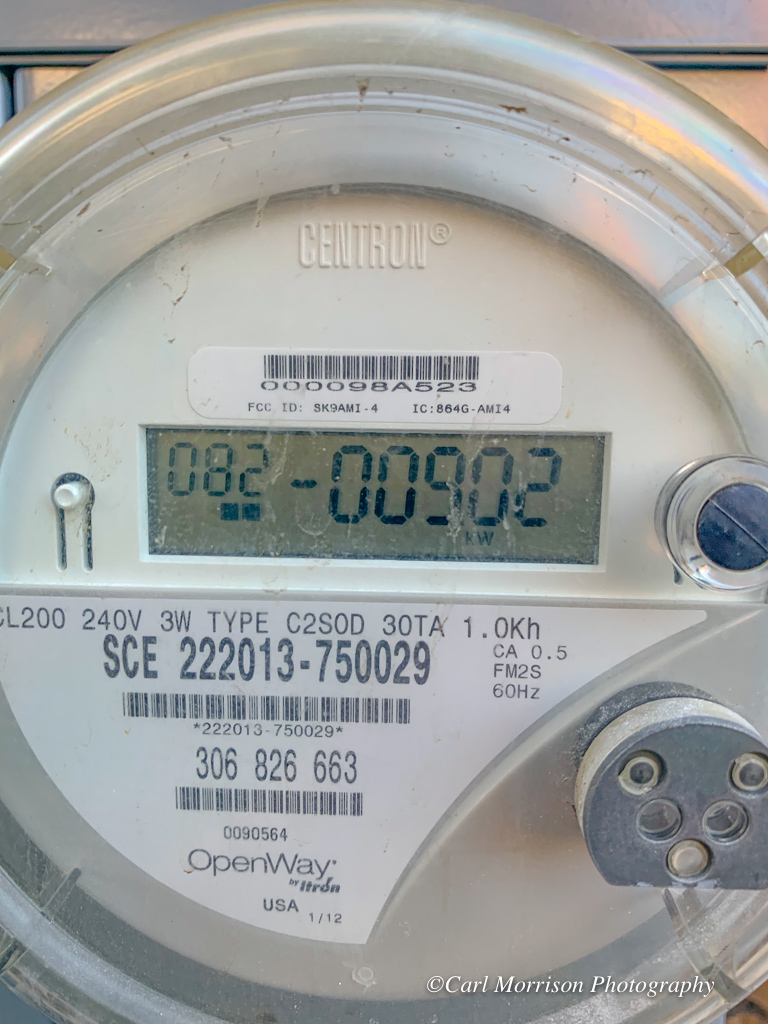 CENTRON®
000098A523
FCC ID: SK9AMI-4 IC:864G-AMI4
082 -00902
kW
CL200 240V 3W TYPE C2SOD 30TA 1.0Kh
SCE 222013-750029
CA 0.5
FM2S
60Hz
*222013-750029*
306 826 663
0090564
OpenWay®
by Itron
USA 1/12
©Carl Morrison Photography